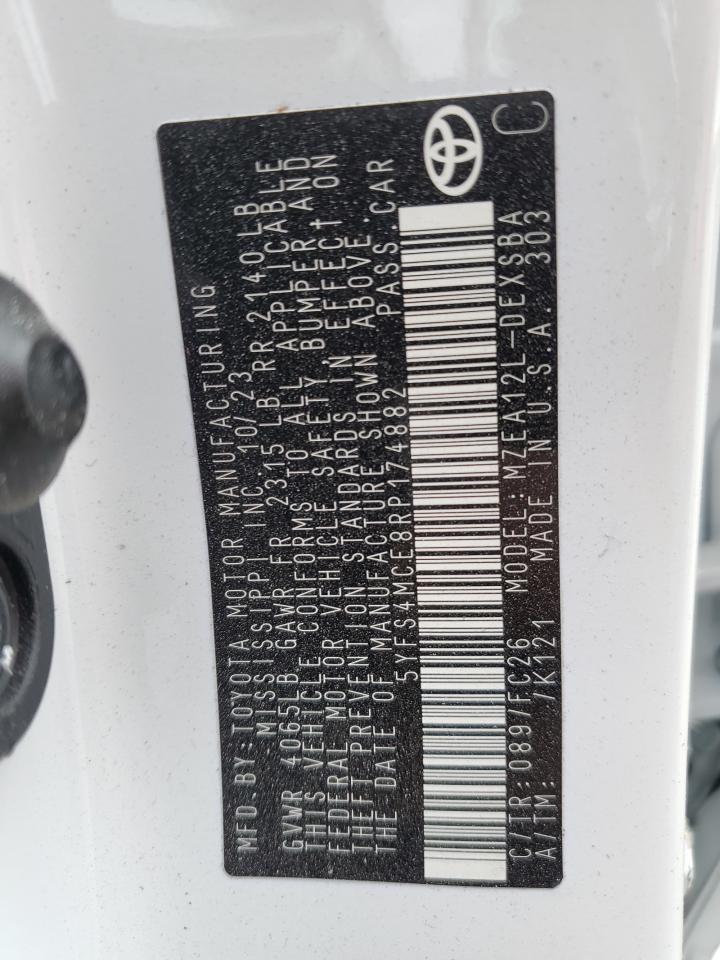 MFD.BY:TOYOTA MOTOR MANUFACTURING
MISSISSIPPI INC. 10/23
GVWR 4065LB GAWR FR 2315 LB RR 2140 LB
THIS VEHICLE CONFORMS TO ALL APPLICABLE
FEDERAL MOTOR VEHICLE SAFETY BUMPER AND
THEFT PREVENTION STANDARDS IN EFFECT ON
THE DATE OF MANUFACTURE SHOWN ABOVE
5YFS4MCE8RP174882 PASS CAR
C/TR:089/FC26 MODEL:MZEA12L-DEXSBA
A/TM: /K121 MADE IN U.S.A. 303
C